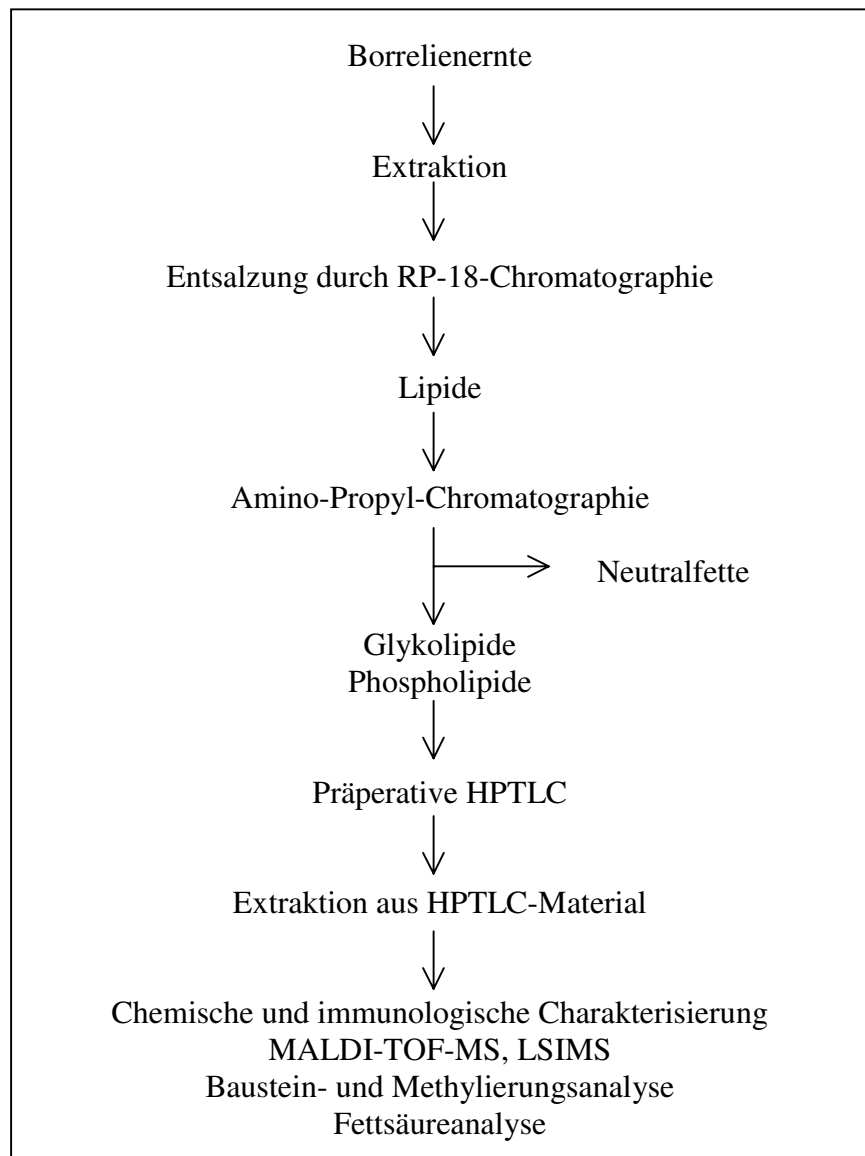 Borrelienernte
Extraktion
Entsalzung durch RP-18-Chromatographie
Lipide
Amino-Propyl-Chromatographie
Neutralfette
Glykolipide
Phospholipide
Präperative HPTLC
Extraktion aus HPTLC-Material
Chemische und immunologische Charakterisierung
MALDI-TOF-MS, LSIMS
Baustein- und Methylierungsanalyse
Fettsäureanalyse